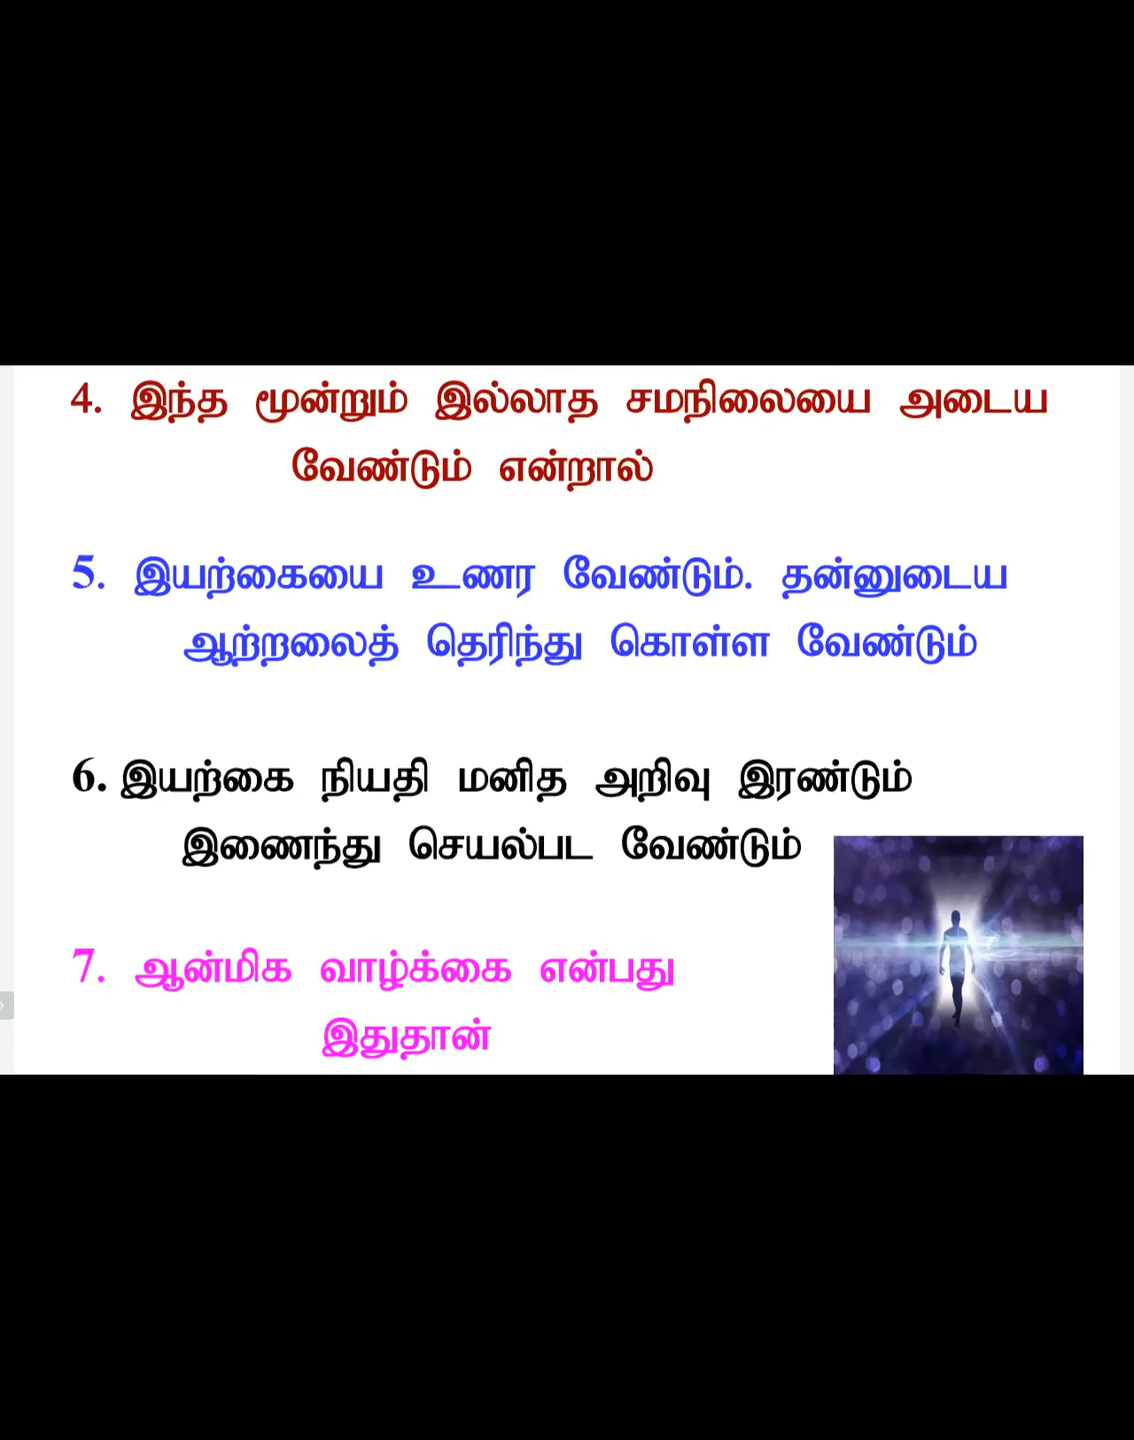 4. இந்த மூன்றும் இல்லாத சமநிலையை அடைய
வேண்டும் என்றால்
5. இயற்கையை உணர வேண்டும். தன்னுடைய
ஆற்றலைத் தெரிந்து கொள்ள வேண்டும்
6. இயற்கை நியதி மனித அறிவு இரண்டும்
இணைந்து செயல்பட வேண்டும்
7. ஆன்மிக வாழ்க்கை என்பது
இதுதான்